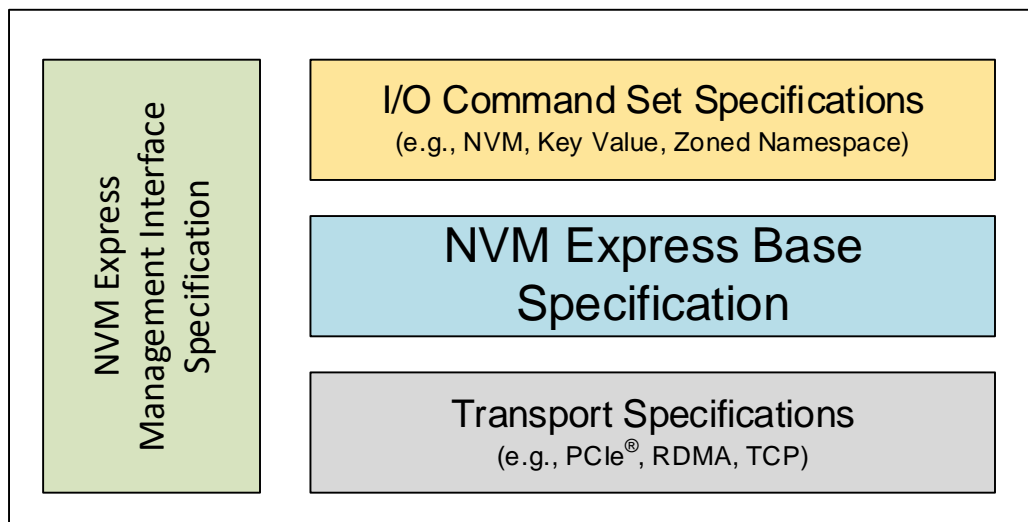 NVM Express
Management Interface
Specification
I/O Command Set Specifications
(e.g., NVM, Key Value, Zoned Namespace)
NVM Express Base
Specification
Transport Specifications
(e.g., PCIe®, RDMA, TCP)